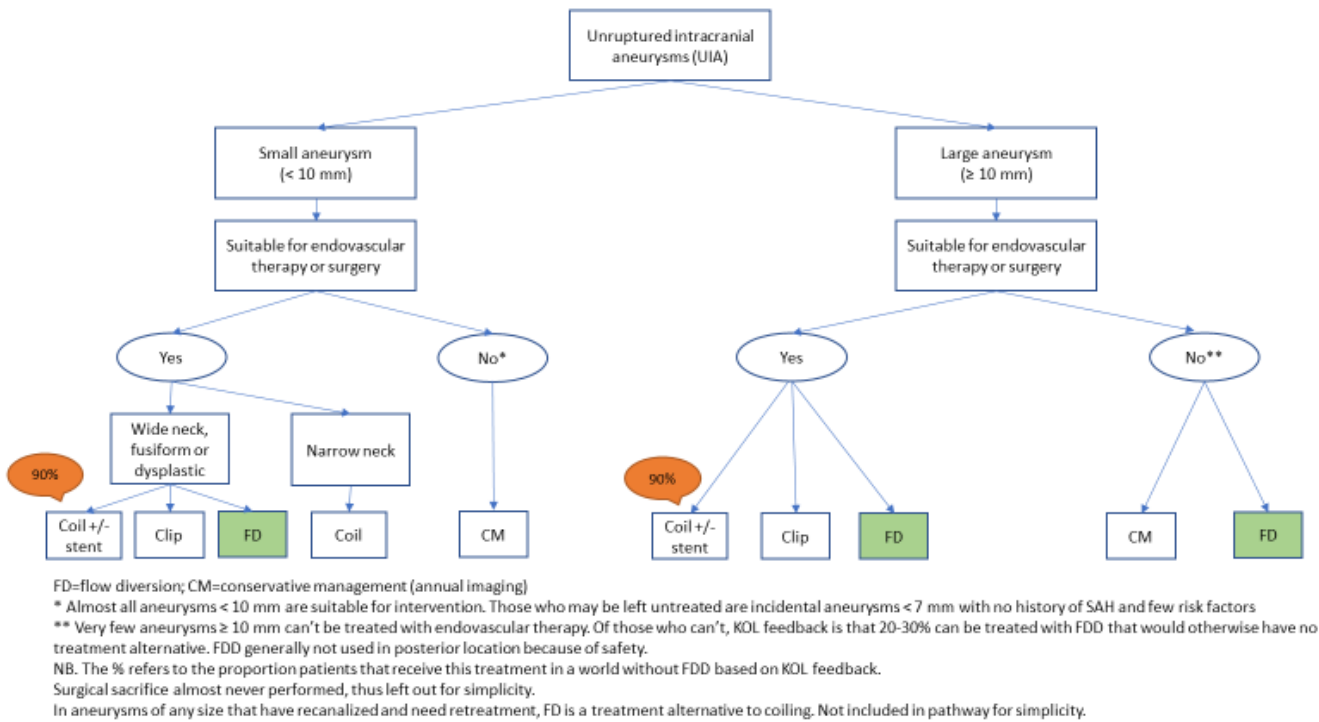 Unruptured intracranial
aneurysms (UIA)
Small aneurysm
(< 10 mm)
Large aneurysm
(≥ 10 mm)
Suitable for endovascular
therapy or surgery
Suitable for endovascular
therapy or surgery
Yes
No*
Yes
No**
Wide neck,
fusiform or
dysplastic
Narrow neck
90%
90%
Coil +/-
stent
Clip
FD
Coil
CM
Coil +/-
stent
Clip
FD
CM
FD
FD=flow diversion; CM=conservative management (annual imaging)
* Almost all aneurysms < 10 mm are suitable for intervention. Those who may be left untreated are incidental aneurysms < 7 mm with no history of SAH and few risk factors
** Very few aneurysms ≥ 10 mm can't be treated with endovascular therapy. Of those who can't, KOL feedback is that 20-30% can be treated with FDD that would otherwise have no
treatment alternative. FDD generally not used in posterior location because of safety.
NB. The % refers to the proportion patients that receive this treatment in a world without FDD based on KOL feedback.
Surgical sacrifice almost never performed, thus left out for simplicity.
In aneurysms of any size that have recanalized and need retreatment, FD is a treatment alternative to coiling. Not included in pathway for simplicity.